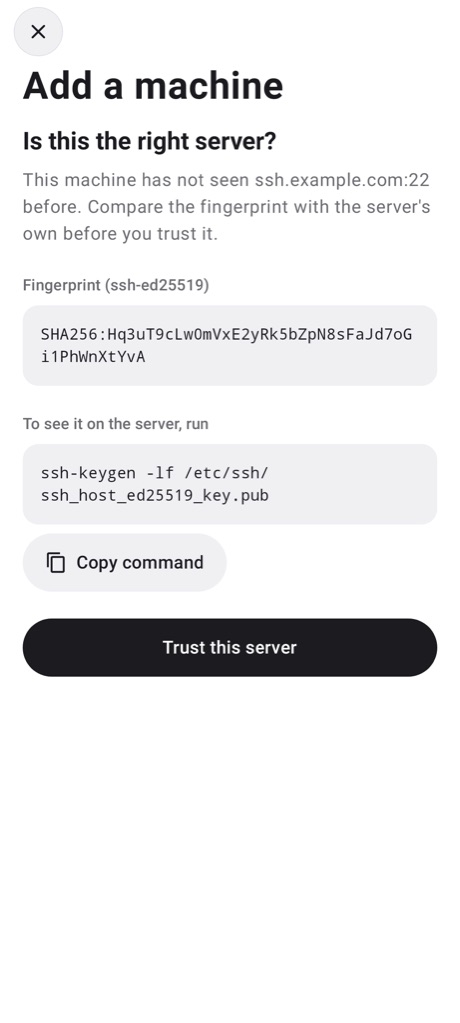 Add a machine
Is this the right server?
This machine has not seen ssh.example.com:22
before. Compare the fingerprint with the server's
own before you trust it.
Fingerprint (ssh-ed25519)
SHA256:Hq3uT9cLw0mVxE2yRk5bZpN8sFaJd7oG
i1PhWnXtYvA
To see it on the server, run
ssh-keygen -lf /etc/ssh/
ssh_host_ed25519_key.pub
Copy command
Trust this server